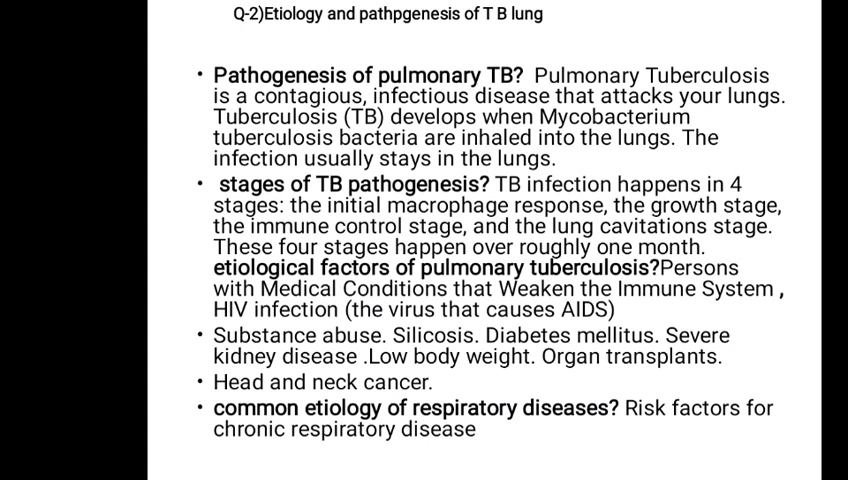 Q-2)Etiology and pathpgenesis of T B lung
• Pathogenesis of pulmonary TB? Pulmonary Tuberculosis
is a contagious, infectious disease that attacks your lungs.
Tuberculosis (TB) develops when Mycobacterium
tuberculosis bacteria are inhaled into the lungs. The
infection usually stays in the lungs.
• stages of TB pathogenesis? TB infection happens in 4
stages: the initial macrophage response, the growth stage,
the immune control stage, and the lung cavitations stage.
These four stages happen over roughly one month.
etiological factors of pulmonary tuberculosis?Persons
with Medical Conditions that Weaken the Immune System ,
HIV infection (the virus that causes AIDS)
• Substance abuse. Silicosis. Diabetes mellitus. Severe
kidney disease .Low body weight. Organ transplants.
• Head and neck cancer.
• common etiology of respiratory diseases? Risk factors for
chronic respiratory disease